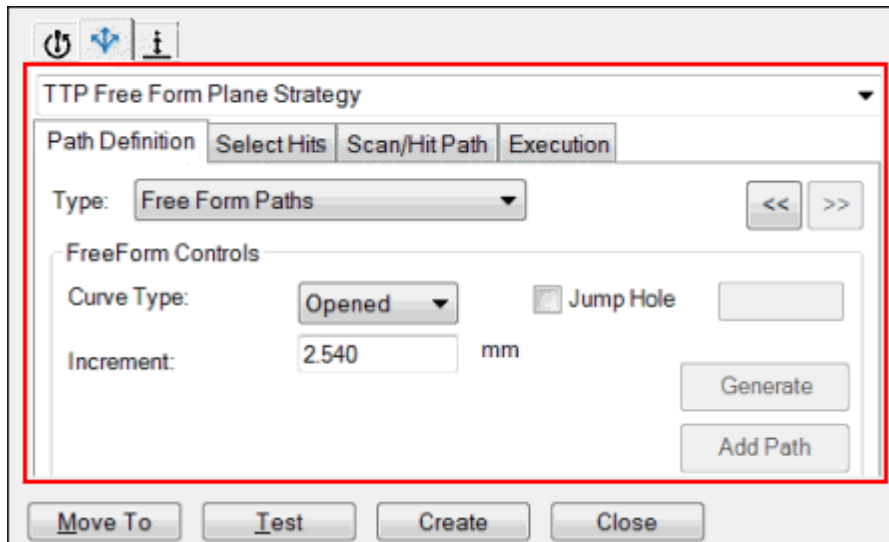 TTP Free Form Plane Strategy
Path Definition Select Hits Scan/Hit Path Execution
Type: Free Form Paths << >>
FreeForm Controls
Curve Type: Opened Jump Hole
Increment: 2.540 mm
Generate
Add Path
Move To Test Create Close